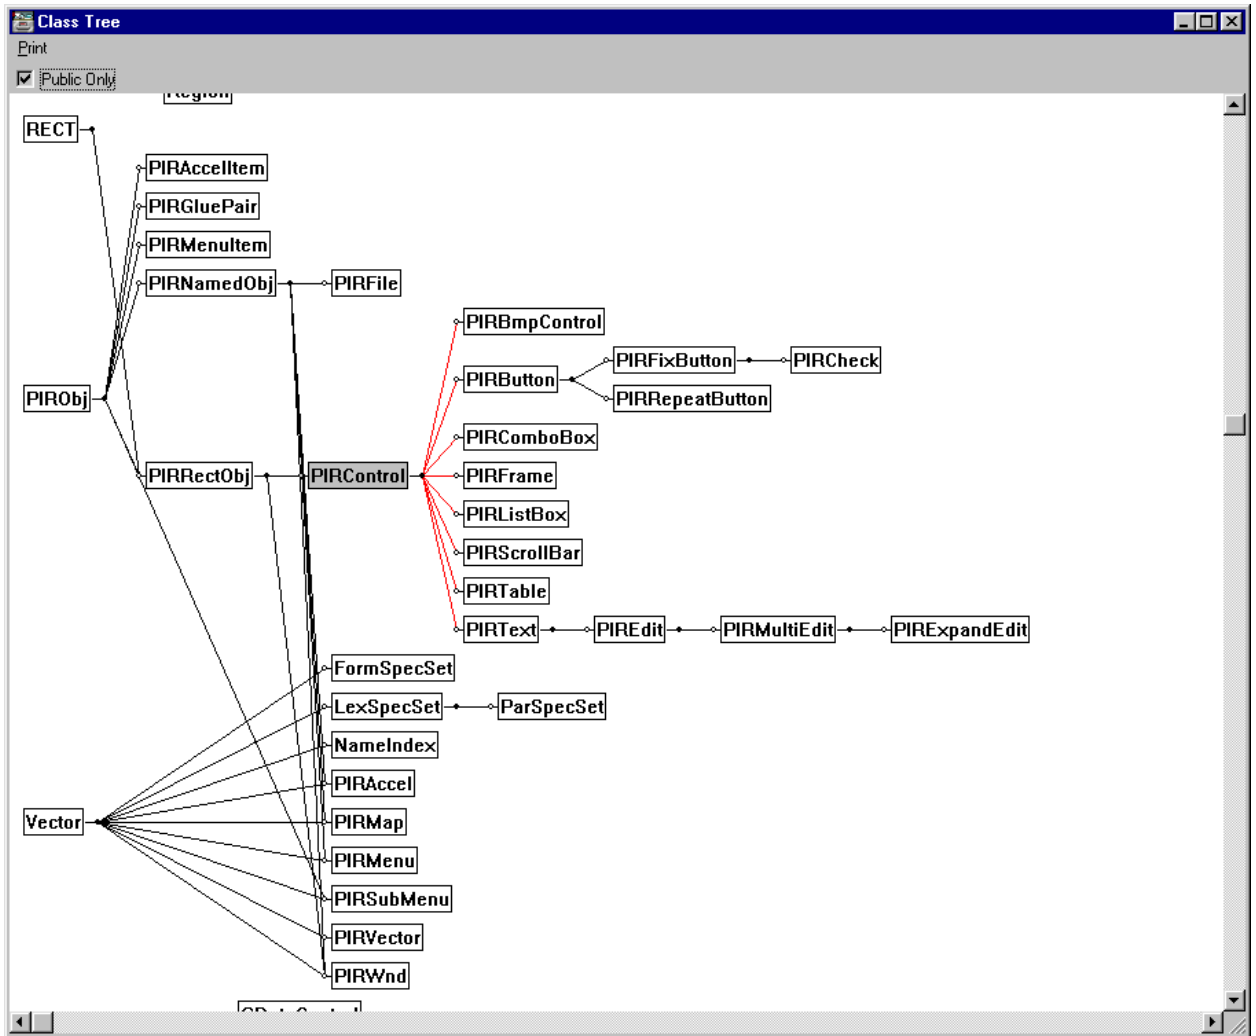 Class Tree
Print
Public Only
Region
RECT
PIRAccelItem
PIRGluePair
PIRMenuItem
PIRNamedObj PIRFile
PIRBmpControl
PIRFixButton PIRCheck
PIRButton
PIRObj PIRRepeatButton
PIRComboBox
PIRRectObj PIRControl PIRFrame
PIRListBox
PIRScrollBar
PIRTable
PIRText PIREdit PIRMultiEdit PIRExpandEdit
FormSpecSet
LexSpecSet ParSpecSet
NameIndex
PIRAccel
Vector PIRMap
PIRMenu
PIRSubMenu
PIRVector
PIRWnd